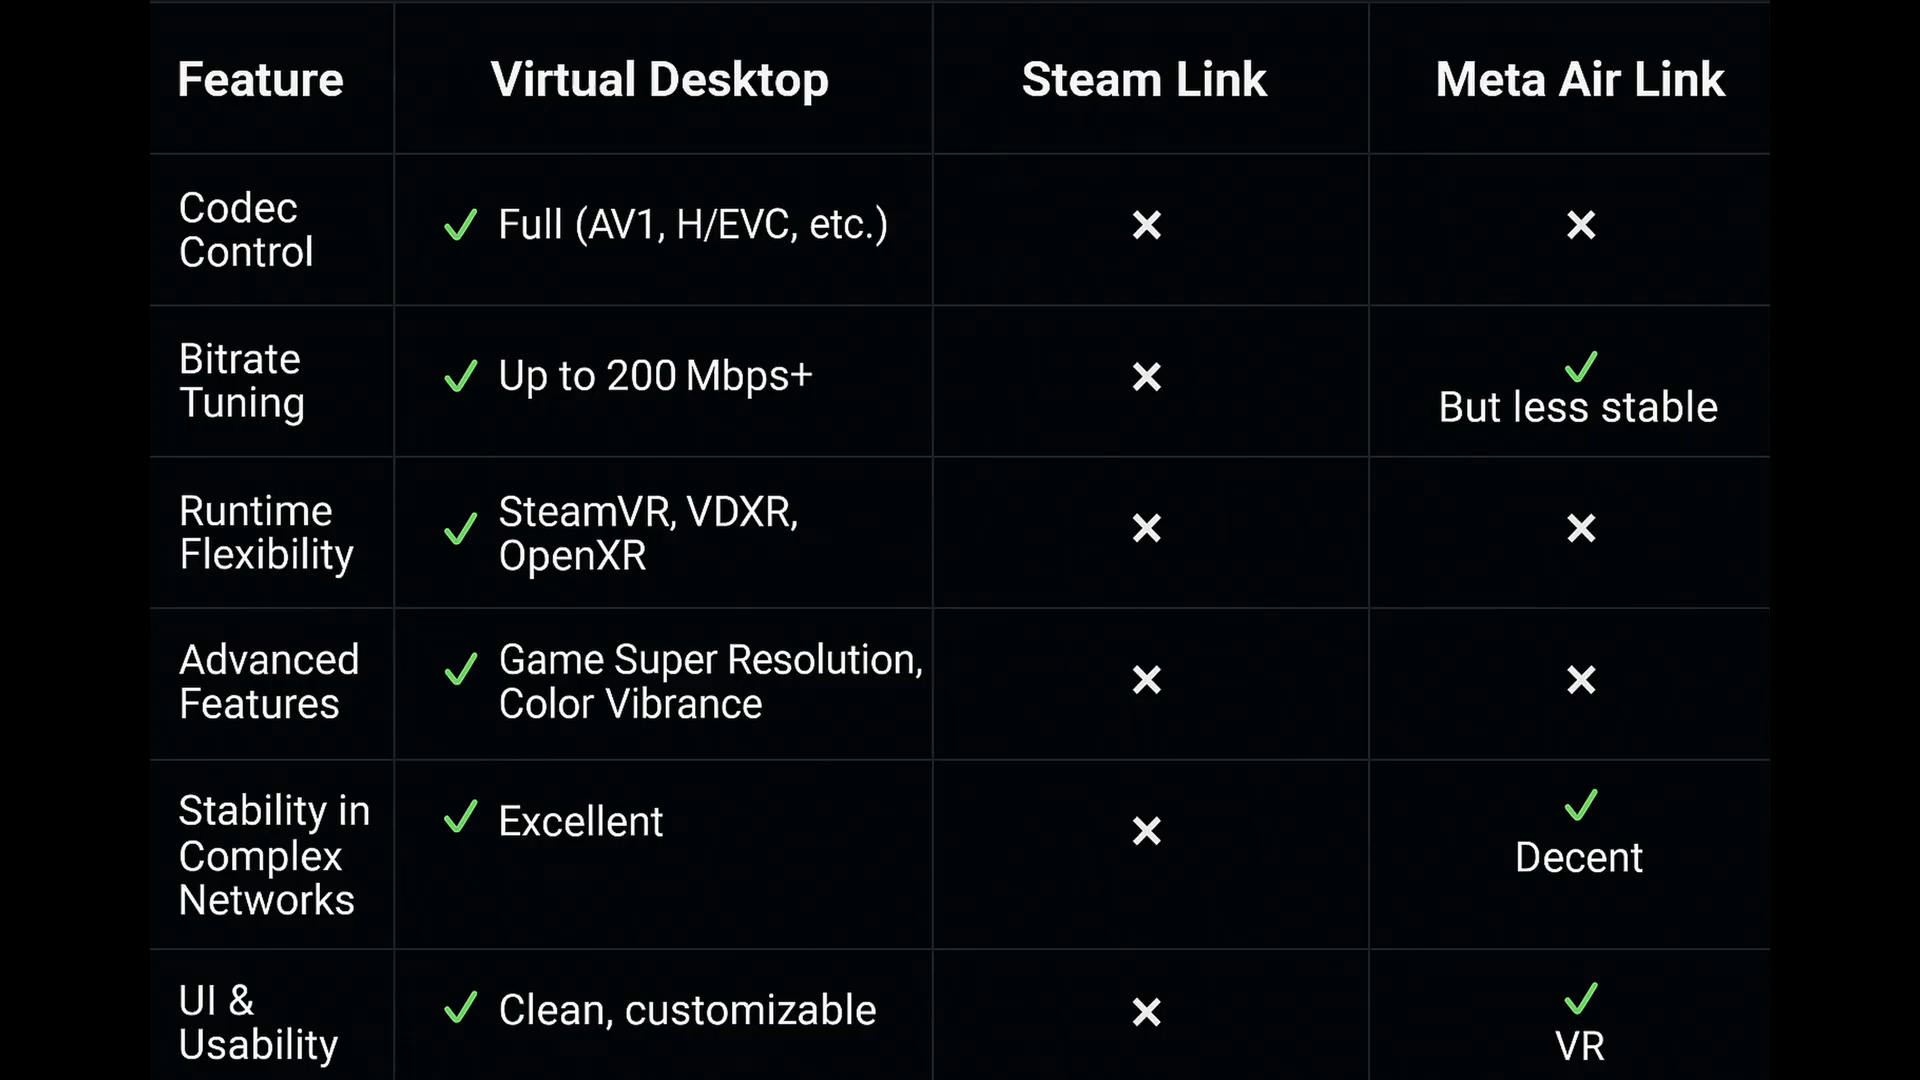 Feature Virtual Desktop Steam Link Meta Air Link
Codec
Control
✓ Full (AV1, H/EVC, etc.)
✕
✕
Bitrate
Tuning
✓ Up to 200 Mbps+
✕
✓
But less stable
Runtime
Flexibility
✓ SteamVR, VDXR,
OpenXR
✕
✕
Advanced
Features
✓ Game Super Resolution,
Color Vibrance
✕
✕
Stability in
Complex
Networks
✓ Excellent
✕
✓
Decent
UI &
Usability
✓ Clean, customizable
✕
✓
VR